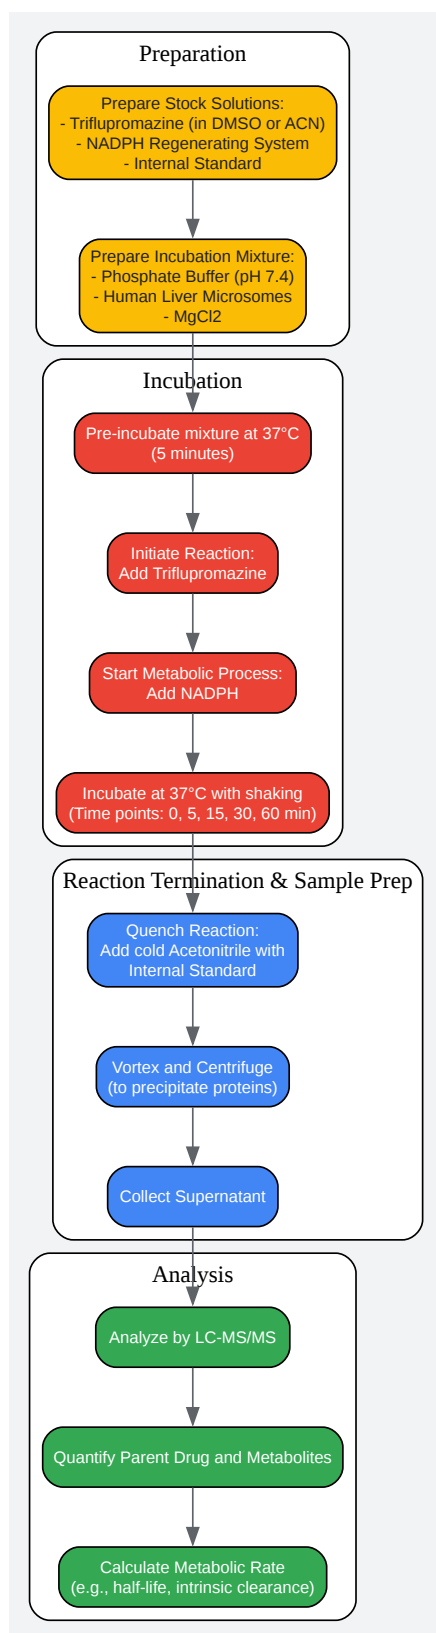 Preparation
Prepare Stock Solutions:
- Triflupromazine (in DMSO or ACN)
- NADPH Regenerating System
- Internal Standard
Prepare Incubation Mixture:
- Phosphate Buffer (pH 7.4)
- Human Liver Microsomes
- MgCl2
Incubation
Pre-incubate mixture at 37°C
(5 minutes)
Initiate Reaction:
Add Triflupromazine
Start Metabolic Process:
Add NADPH
Incubate at 37°C with shaking
(Time points: 0, 5, 15, 30, 60 min)
Reaction Termination & Sample Prep
Quench Reaction:
Add cold Acetonitrile with
Internal Standard
Vortex and Centrifuge
(to precipitate proteins)
Collect Supernatant
Analysis
Analyze by LC-MS/MS
Quantify Parent Drug and Metabolites
Calculate Metabolic Rate
(e.g., half-life, intrinsic clearance)